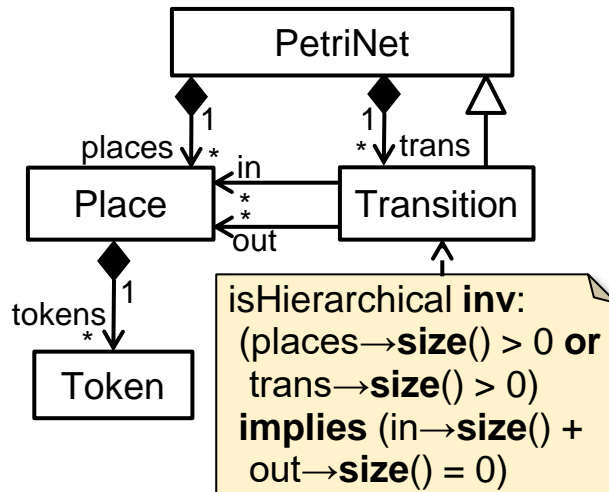 PetriNet
1
1
places
*
*
trans
in
Place
*
Transition
*
out
1
tokens
*
Token
isHierarchical inv:
(places→size() > 0 or
trans→size() > 0)
implies (in→size() +
out→size() = 0)